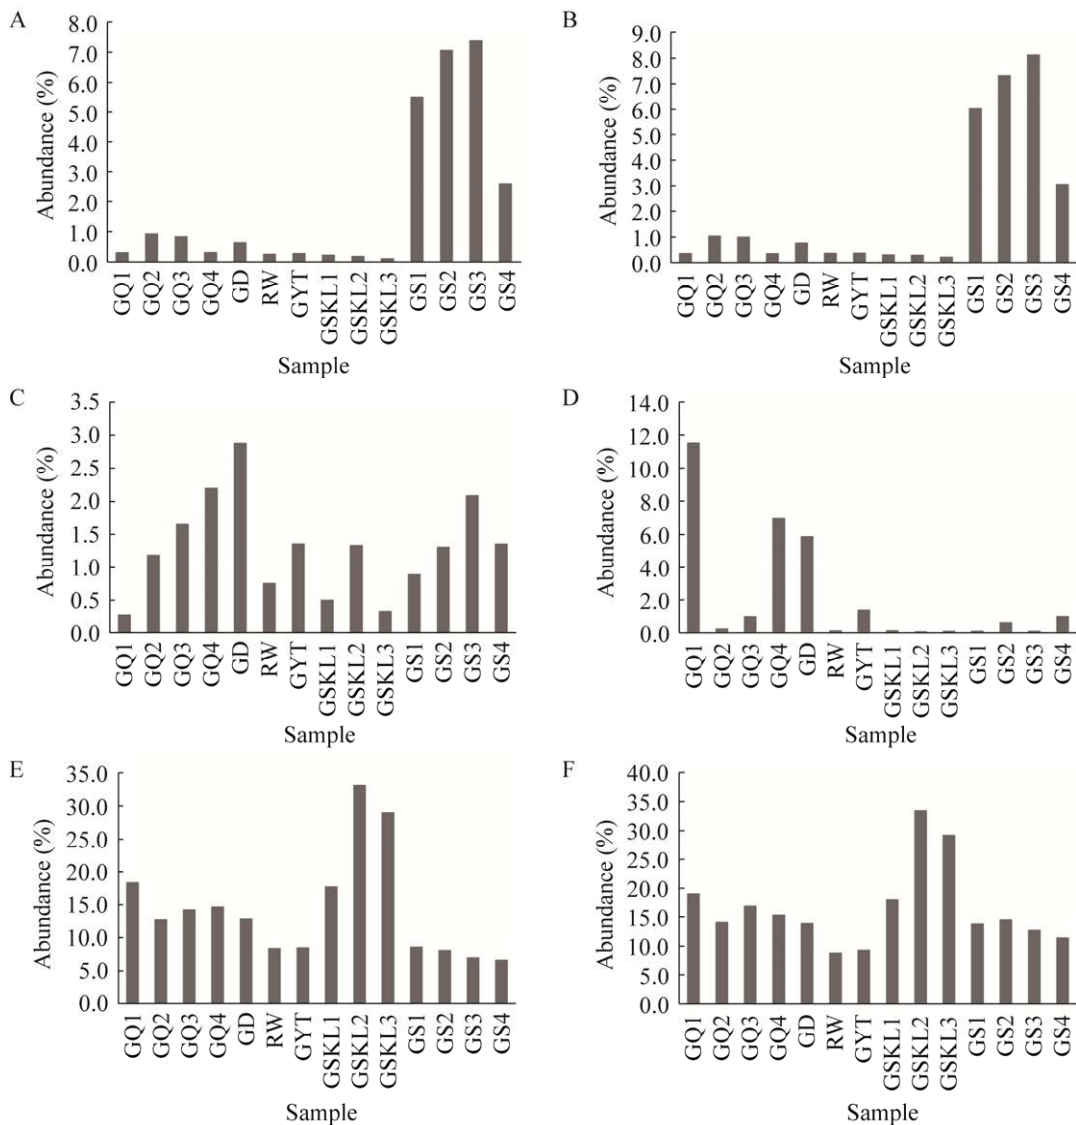 A
Abundance (%)
8.0
7.0
6.0
5.0
4.0
3.0
2.0
1.0
0.0
GQ1
GQ2
GQ3
GQ4
GD
RW
GYT
GSKL1
GSKL2
GSKL3
GS1
GS2
GS3
GS4
Sample
B
Abundance (%)
9.0
8.0
7.0
6.0
5.0
4.0
3.0
2.0
1.0
0.0
GQ1
GQ2
GQ3
GQ4
GD
RW
GYT
GSKL1
GSKL2
GSKL3
GS1
GS2
GS3
GS4
Sample
C
Abundance (%)
3.5
3.0
2.5
2.0
1.5
1.0
0.5
0.0
GQ1
GQ2
GQ3
GQ4
GD
RW
GYT
GSKL1
GSKL2
GSKL3
GS1
GS2
GS3
GS4
Sample
D
Abundance (%)
14.0
12.0
10.0
8.0
6.0
4.0
2.0
0.0
GQ1
GQ2
GQ3
GQ4
GD
RW
GYT
GSKL1
GSKL2
GSKL3
GS1
GS2
GS3
GS4
Sample
E
Abundance (%)
35.0
30.0
25.0
20.0
15.0
10.0
5.0
0.0
GQ1
GQ2
GQ3
GQ4
GD
RW
GYT
GSKL1
GSKL2
GSKL3
GS1
GS2
GS3
GS4
Sample
F
Abundance (%)
40.0
35.0
30.0
25.0
20.0
15.0
10.0
5.0
0.0
GQ1
GQ2
GQ3
GQ4
GD
RW
GYT
GSKL1
GSKL2
GSKL3
GS1
GS2
GS3
GS4
Sample